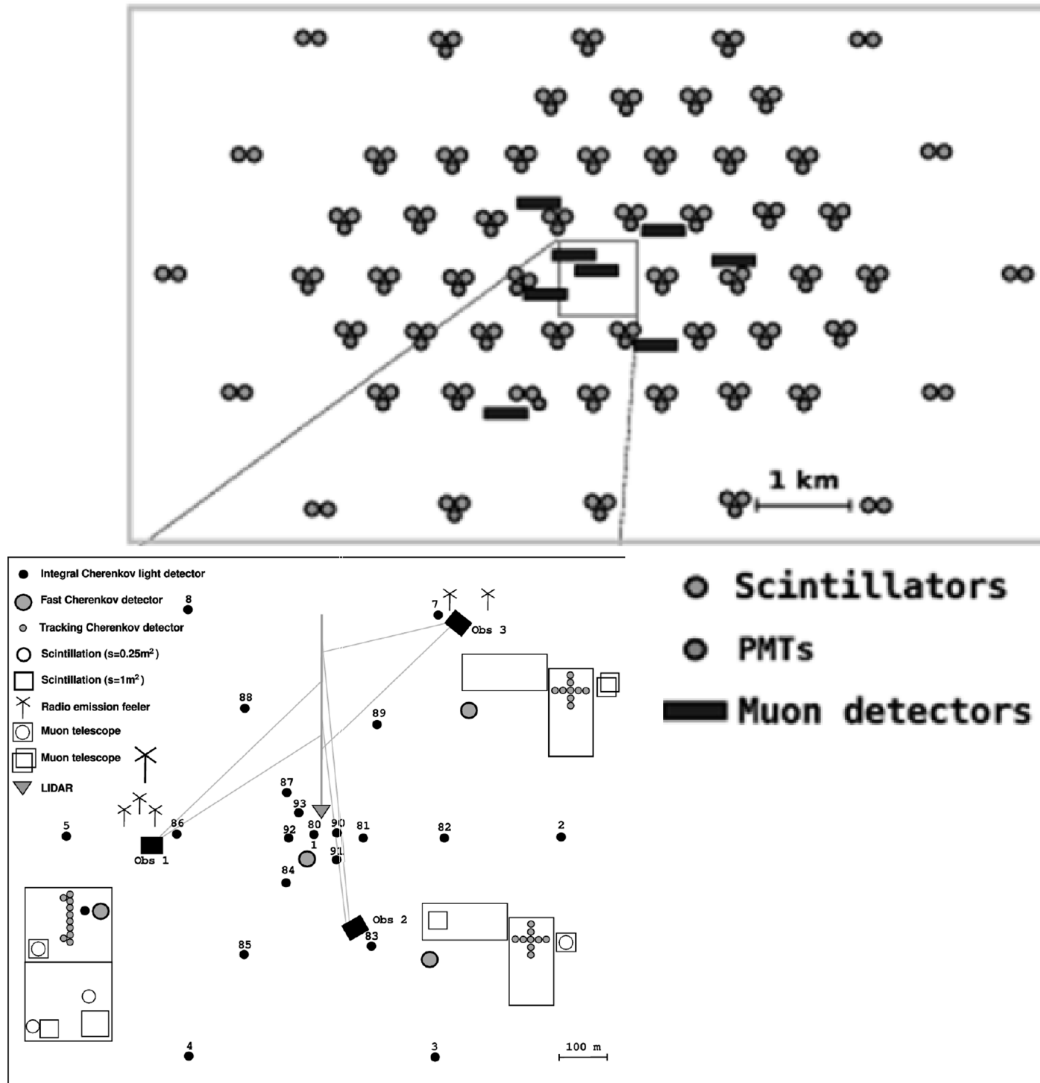 1 km
Integral Cherenkov light detector
Fast Cherenkov detector
Tracking Cherenkov detector
Scintillation (s=0.25m²)
Scintillation (s=1m²)
Radio emission feeler
Muon telescope
Muon telescope
LIDAR
Scintillators
PMTs
Muon detectors
8
7
Obs 3
88
89
87
93
5
86
92
80
90
81
82
2
Obs 1
1
91
84
Obs 2
83
85
4
3
100 m